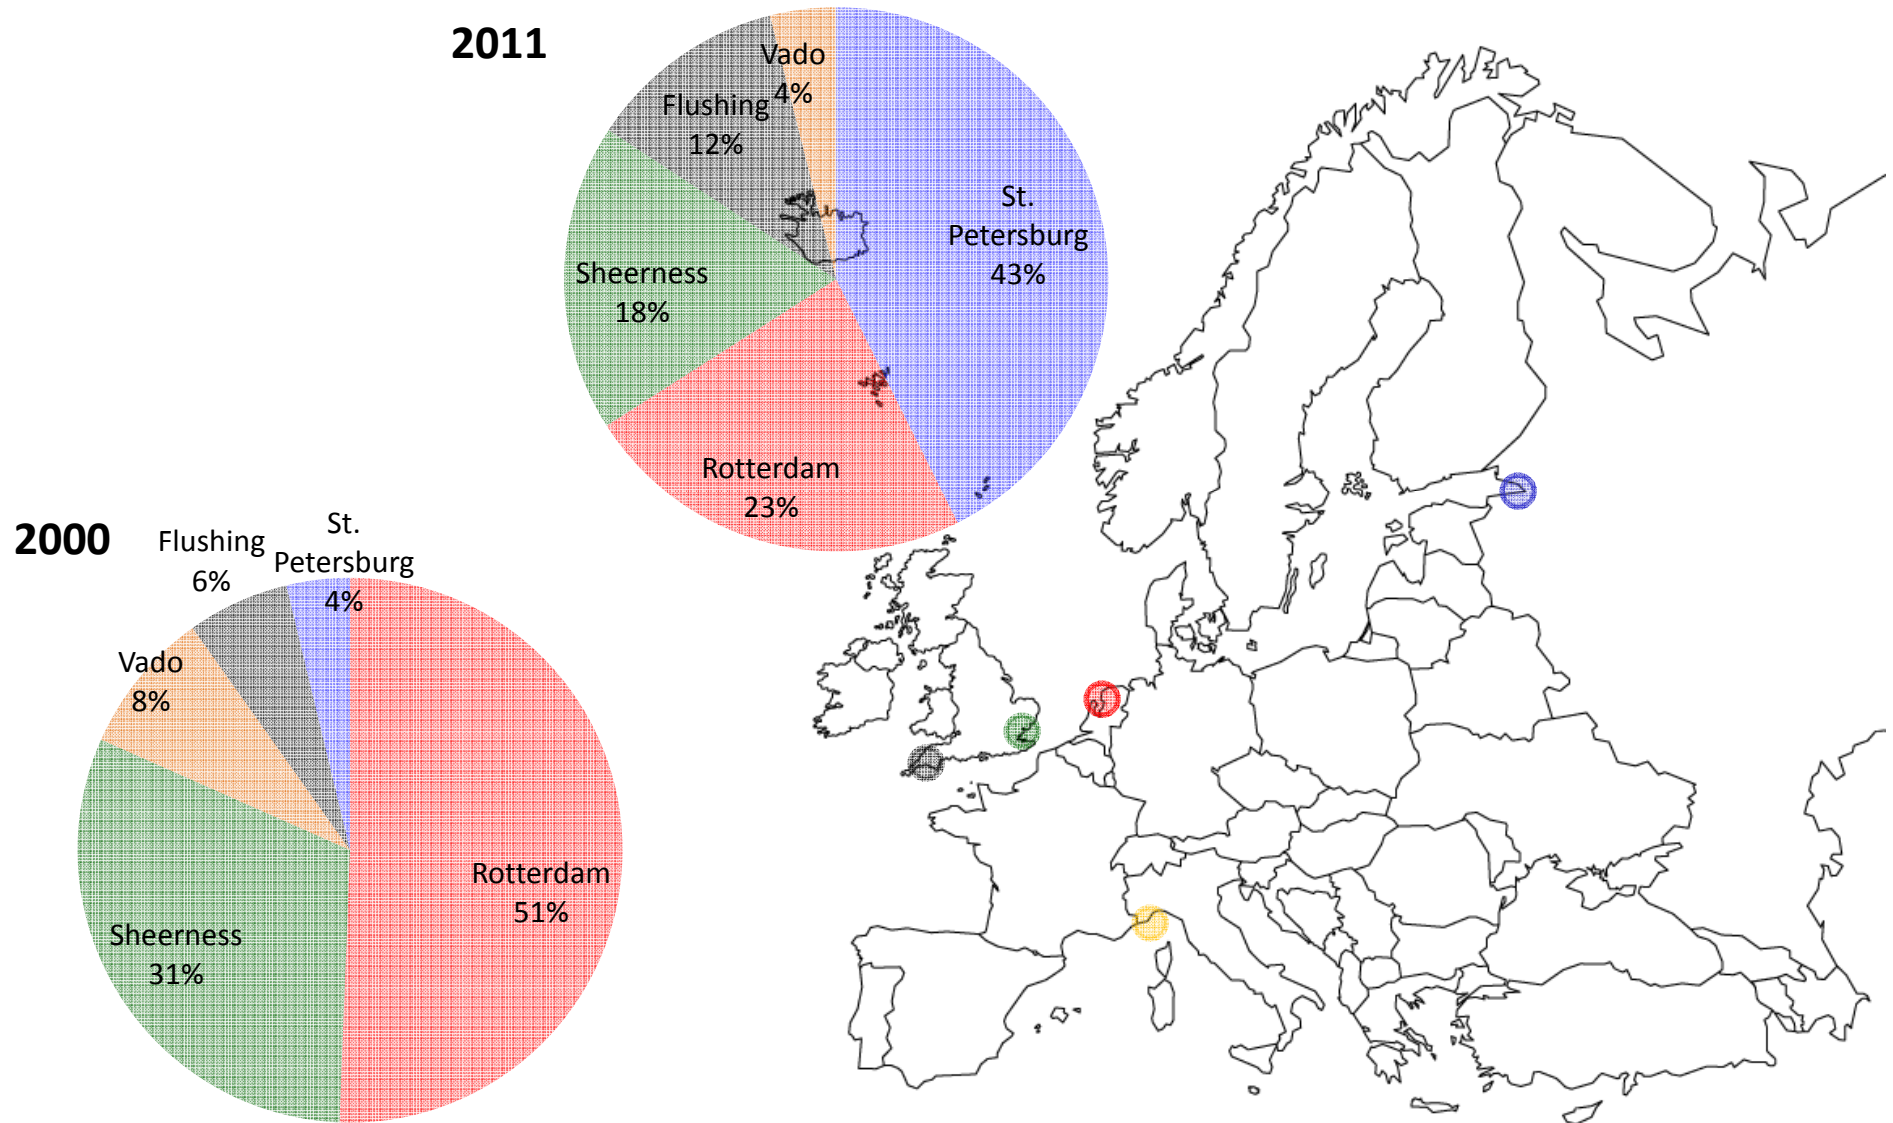 2011
Vado
4%
Flushing
12%
St.
Petersburg
43%
Sheerness
18%
Rotterdam
23%
2000
Flushing
6%
St.
Petersburg
4%
Vado
8%
Rotterdam
51%
Sheerness
31%